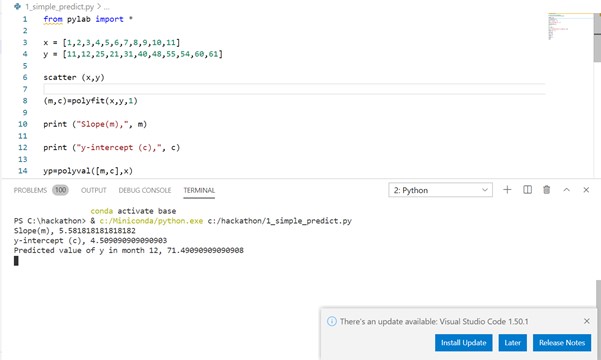 1_simple_predict.py > ...
1 from pylab import *
2
3 x = [1,2,3,4,5,6,7,8,9,10,11]
4 y = [11,12,25,21,31,40,48,55,54,60,61]
5
6 scatter (x,y)
7
8 (m,c)=polyfit(x,y,1)
9
10 print ("Slope(m),", m)
11
12 print ("y-intercept (c),", c)
13
14 yp=polyval([m,c],x)
PROBLEMS 100 OUTPUT DEBUG CONSOLE TERMINAL 2: Python
conda activate base
PS C:\hackathon> & c:/Miniconda/python.exe c:/hackathon/1_simple_predict.py
Slope(m), 5.581818181818182
y-intercept (c), 4.509090909090903
Predicted value of y in month 12, 71.49090909090908
There's an update available: Visual Studio Code 1.50.1
Install Update Later Release Notes